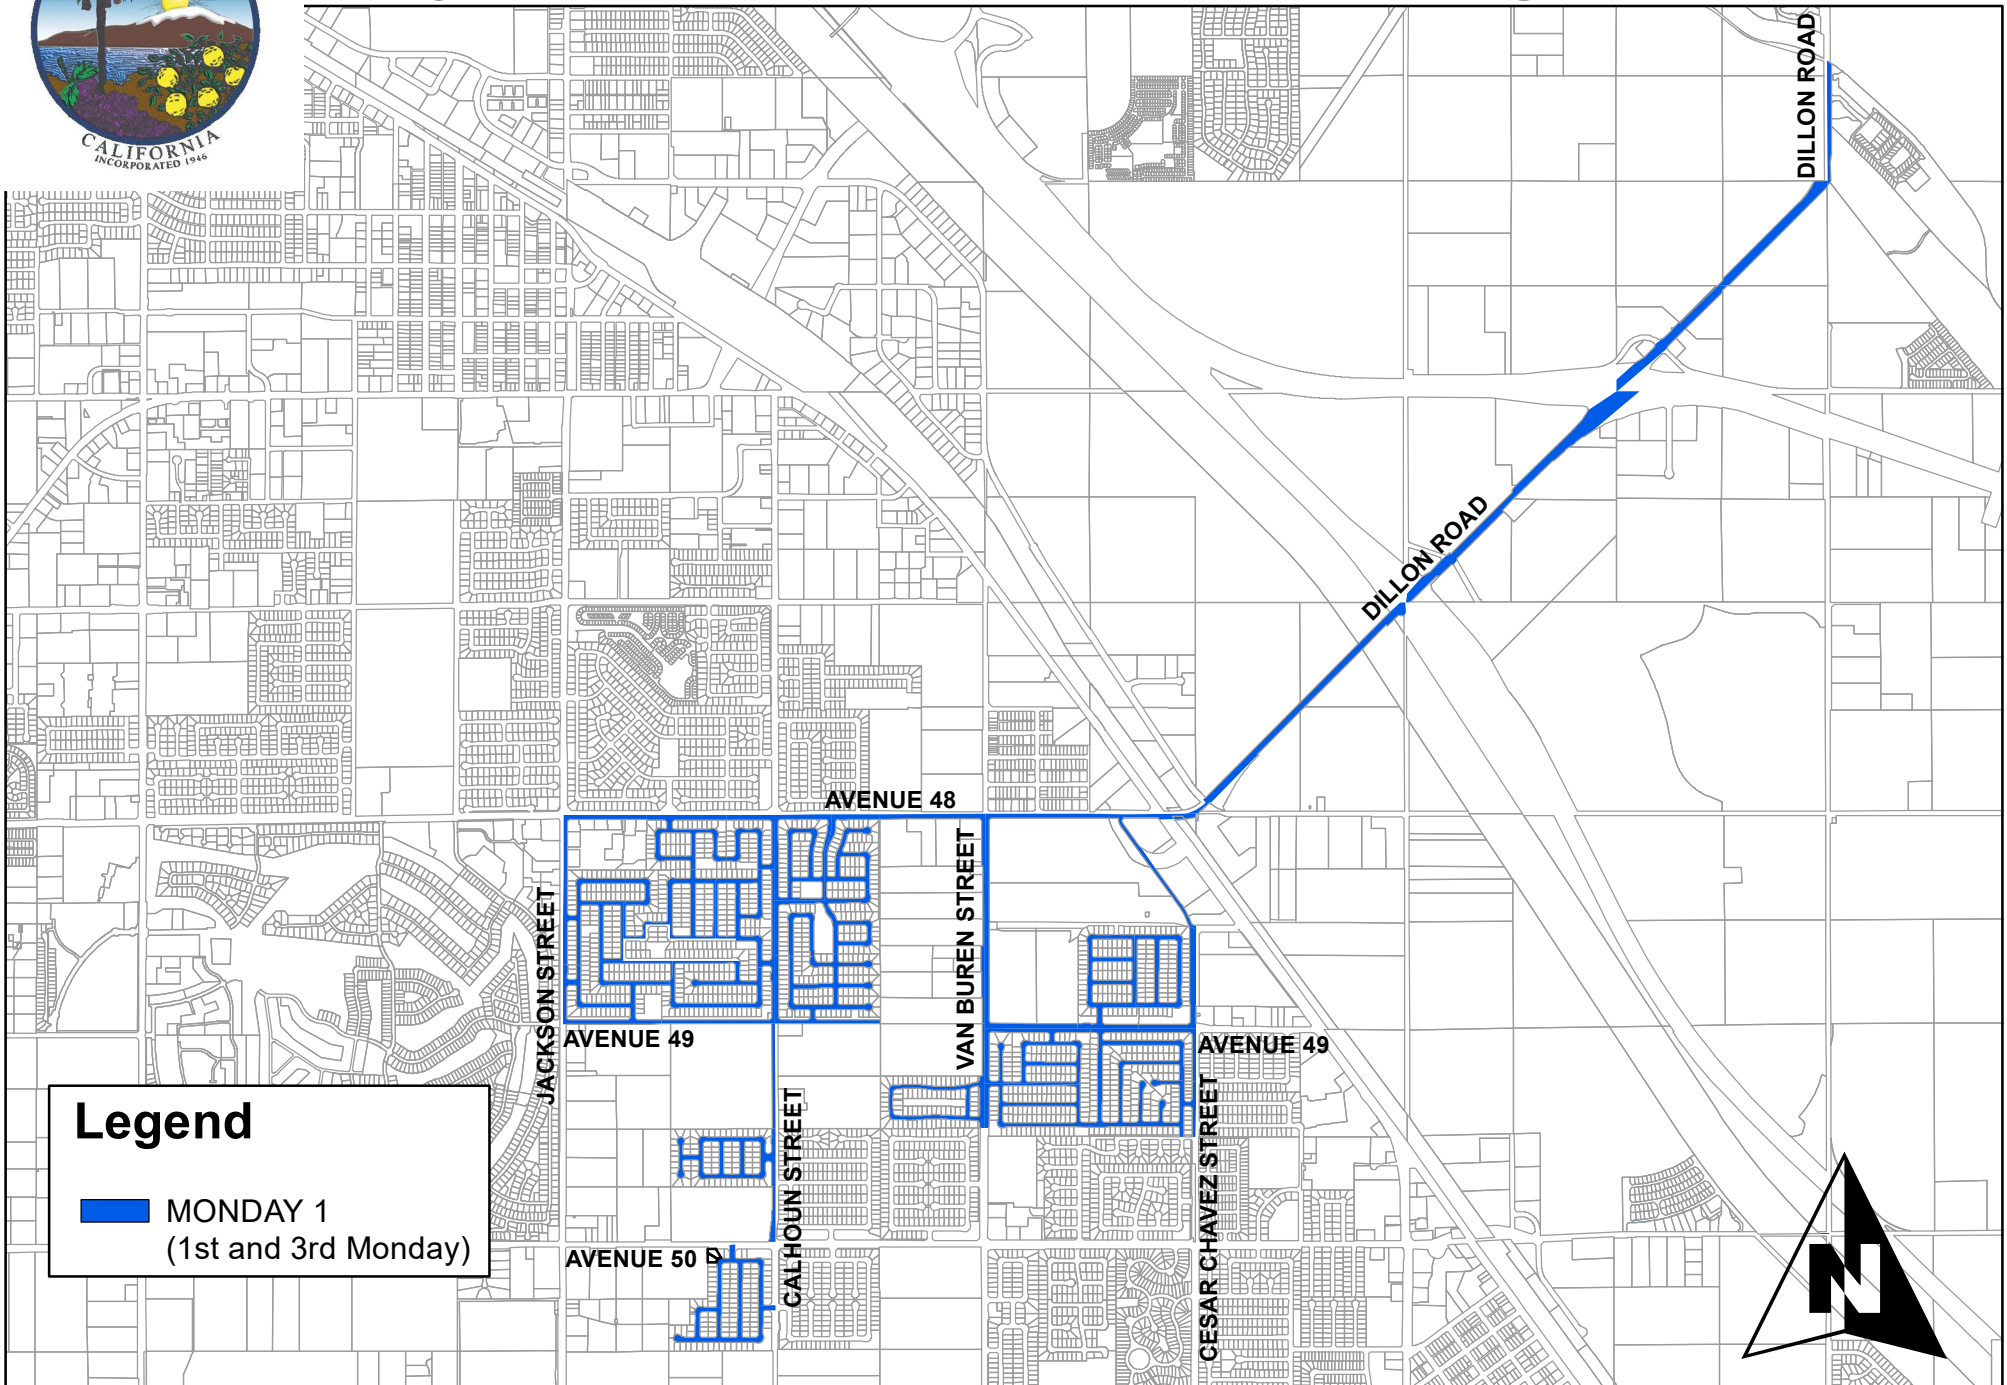 CALIFORNIA
INCORPORATED 1946
DILLON ROAD
DILLON ROAD
AVENUE 48
JACKSON STREET
VAN BUREN STREET
AVENUE 49
AVENUE 49
CALHOUN STREET
CESAR CHAVEZ STREET
AVENUE 50
Legend
MONDAY 1
(1st and 3rd Monday)
N